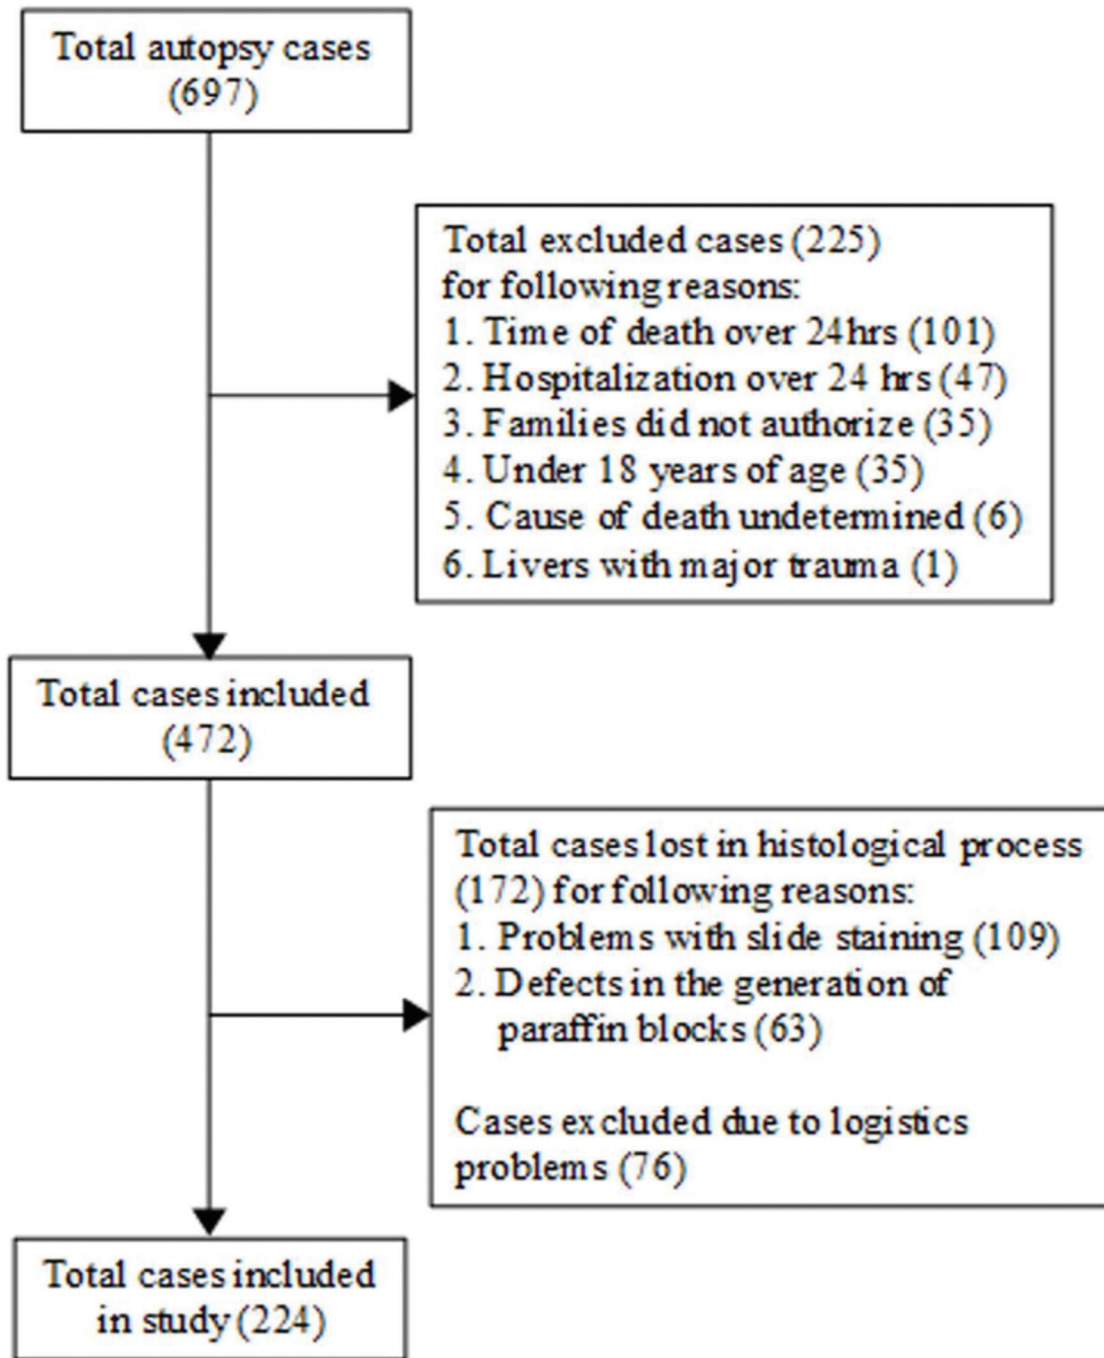 Total autopsy cases
(697)
Total excluded cases (225)
for following reasons:
1. Time of death over 24hrs (101)
2. Hospitalization over 24 hrs (47)
3. Families did not authorize (35)
4. Under 18 years of age (35)
5. Cause of death undetermined (6)
6. Livers with major trauma (1)
Total cases included
(472)
Total cases lost in histological process
(172) for following reasons:
1. Problems with slide staining (109)
2. Defects in the generation of
paraffin blocks (63)
Cases excluded due to logistics
problems (76)
Total cases included
in study (224)